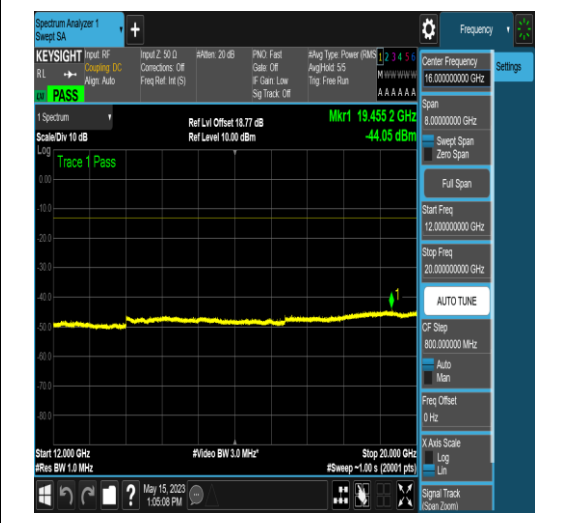 Spectrum Analyzer 1
Swept SA
Frequency
KEYSIGHT
RL
Input: RF
Coupling: DC
Align: Auto
Input Z: 50 Ω
Corrections: Off
Freq Ref: Int (S)
#Atten: 20 dB
PNO: Fast
Gate: Off
IF Gain: Low
Sig Track: Off
#Avg Type: Power (RMS
Avg|Hold: 5/5
Trig: Free Run
1 2 3 4 5 6
M W W W W W
A A A A A A
PASS
1 Spectrum
Scale/Div 10 dB
Ref Lvl Offset 18.77 dB
Ref Level 10.00 dBm
Mkr1 19.455 2 GHz
-44.05 dBm
Log
Trace 1 Pass
0.00
-10.0
-20.0
-30.0
-40.0
-50.0
-60.0
-70.0
-80.0
1
Start 12.000 GHz
#Res BW 1.0 MHz
#Video BW 3.0 MHz*
Stop 20.000 GHz
#Sweep ~1.00 s (20001 pts)
May 15, 2023
1:05:08 PM
?
Center Frequency
16.000000000 GHz
Settings
Span
8.00000000 GHz
Swept Span
Zero Span
Full Span
Start Freq
12.000000000 GHz
Stop Freq
20.000000000 GHz
AUTO TUNE
CF Step
800.000000 MHz
Auto
Man
Freq Offset
0 Hz
X Axis Scale
Log
Lin
Signal Track
(Span Zoom)